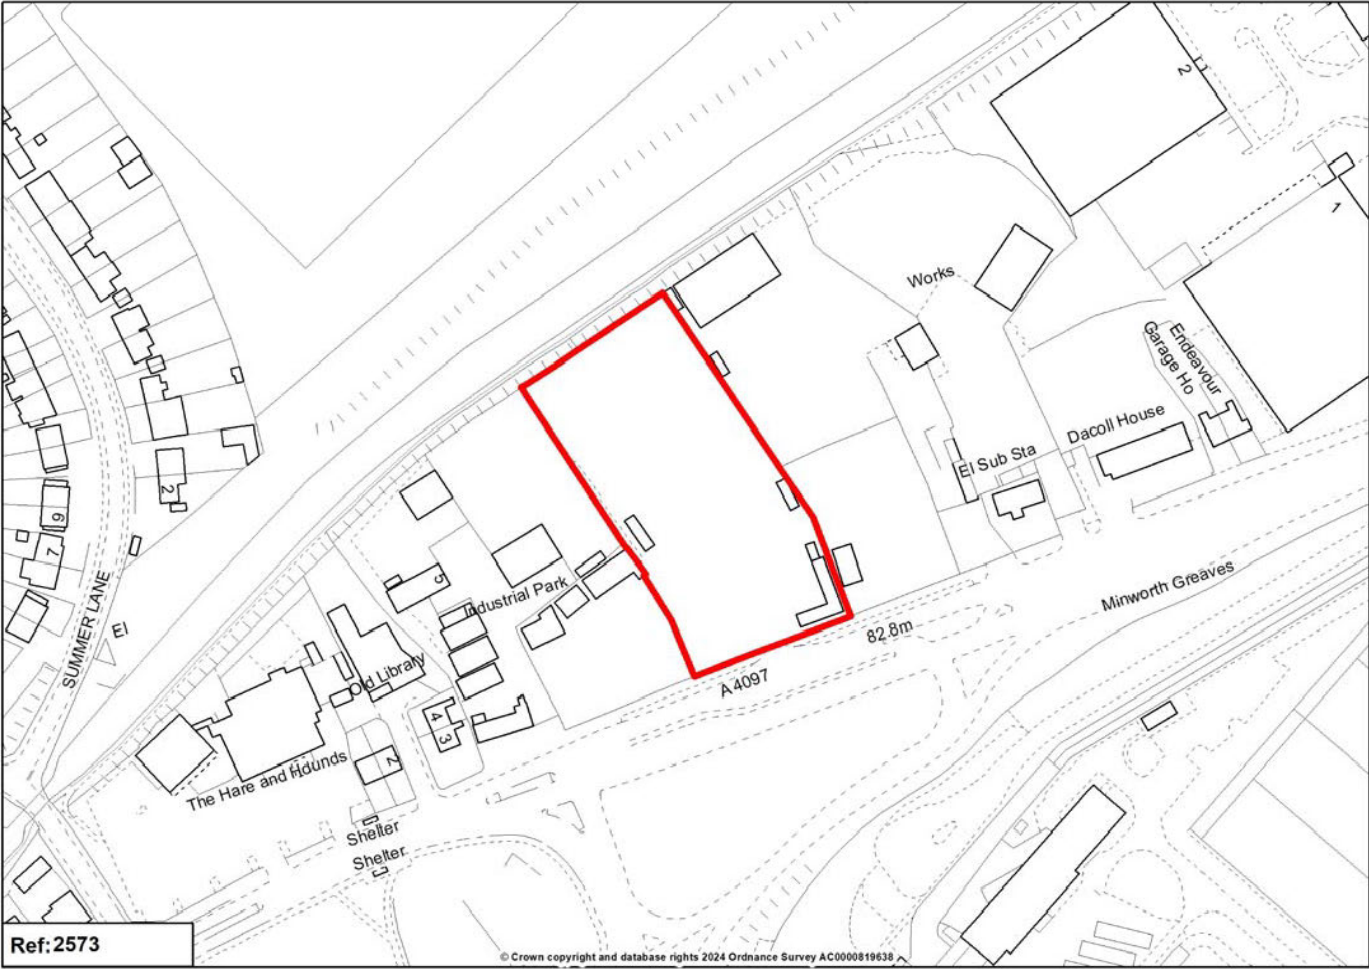 2
1
Works
Endeavour
Garage Ho
Dacoll House
El Sub Sta
2
6
7
5
Industrial Park
SUMMER LANE
El
Minworth Greaves
82.8m
Old Library
A 4097
4
3
2
The Hare and Hounds
Shelter
Shelter
Ref: 2573
© Crown copyright and database rights 2024 Ordnance Survey AC0000819638